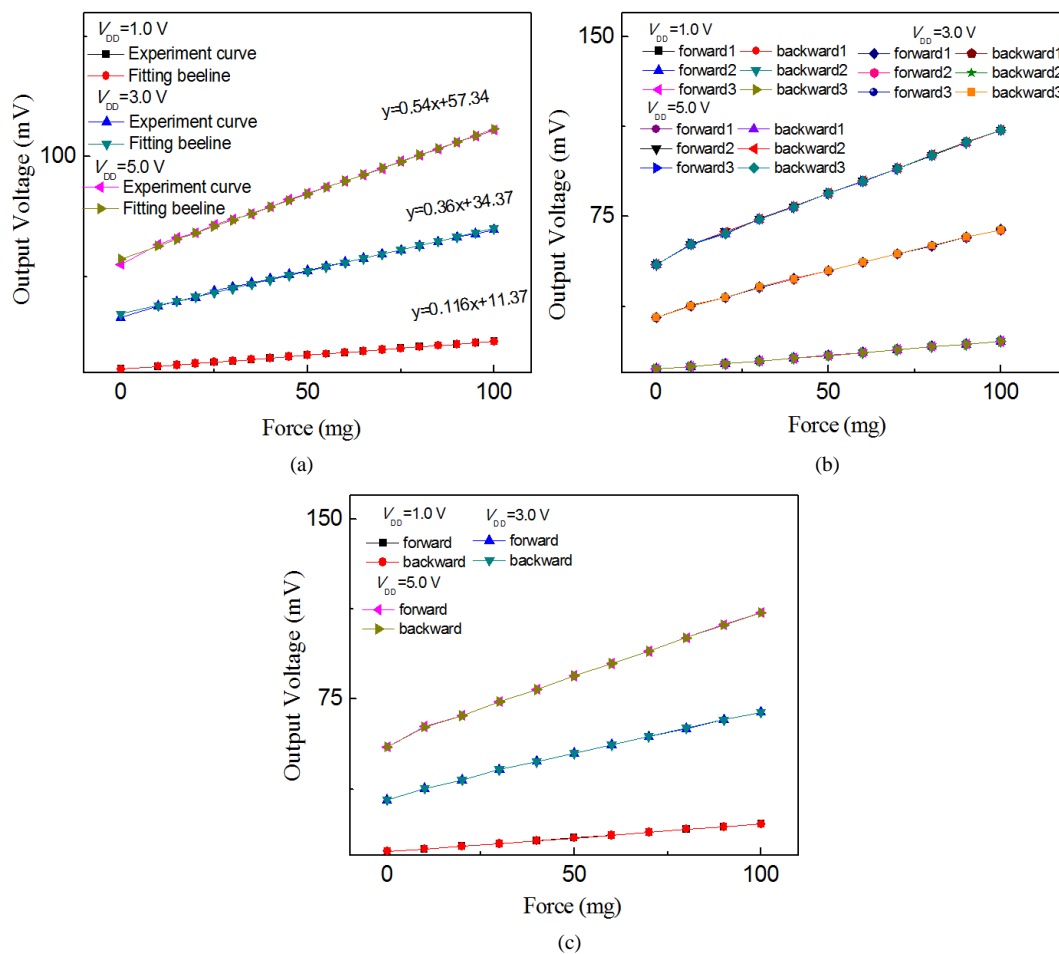 V_DD=1.0 V
Experiment curve
Fitting beeline
V_DD=3.0 V
Experiment curve
Fitting beeline
V_DD=5.0 V
Experiment curve
Fitting beeline
y=0.54x+57.34
y=0.36x+34.37
y=0.116x+11.37
100
Output Voltage (mV)
0 50 100
Force (mg)
(a)
150
75
Output Voltage (mV)
V_DD=1.0 V
forward1 backward1
forward2 backward2
forward3 backward3
V_DD=3.0 V
forward1 backward1
forward2 backward2
forward3 backward3
V_DD=5.0 V
forward1 backward1
forward2 backward2
forward3 backward3
0 50 100
Force (mg)
(b)
150
75
Output Voltage (mV)
V_DD=1.0 V V_DD=3.0 V
forward forward
backward backward
V_DD=5.0 V
forward
backward
0 50 100
Force (mg)
(c)